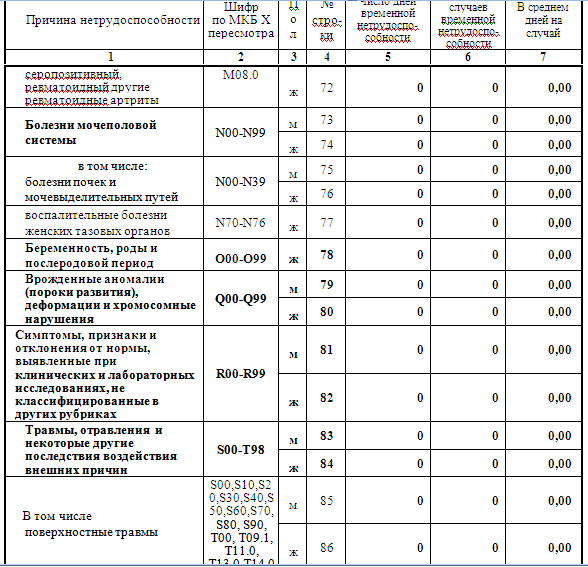 Причина нетрудоспособности
Шифр
по МКБ X
пересмотра
П
о
л
№
стро-
ки
число дней
временной
нетрудоспо-
собности
случаев
временной
нетрудоспо-
собности
В среднем
дней на
случай
1 2 3 4 5 6 7
серопозитивный,
ревматоидный другие
ревматоидные артриты
M08.0
ж 72 0 0 0,00
Болезни мочеполовой
системы
N00-N99
м 73 0 0 0,00
ж 74 0 0 0,00
в том числе:
болезни почек и
мочевыделительных путей
N00-N39
м 75 0 0 0,00
ж 76 0 0 0,00
воспалительные болезни
женских тазовых органов
N70-N76
ж 77 0 0 0,00
Беременность, роды и
послеродовой период
O00-O99
ж 78 0 0 0,00
Врожденные аномалии
(пороки развития),
деформации и хромосомные
нарушения
Q00-Q99
м 79 0 0 0,00
ж 80 0 0 0,00
Симптомы, признаки и
отклонения от нормы,
выявленные при
клинических и лабораторных
исследованиях, не
классифицированные в
других рубриках
R00-R99
м 81 0 0 0,00
ж 82 0 0 0,00
Травмы, отравления и
некоторые другие
последствия воздействия
внешних причин
S00-T98
м 83 0 0 0,00
ж 84 0 0 0,00
В том числе
поверхностные травмы
S00,S10,S2
0,S30,S40,S
50,S60,S70,
S80, S90,
T00, T09.1,
T11.0,
T13.0,T14.0
м 85 0 0 0,00
ж 86 0 0 0,00